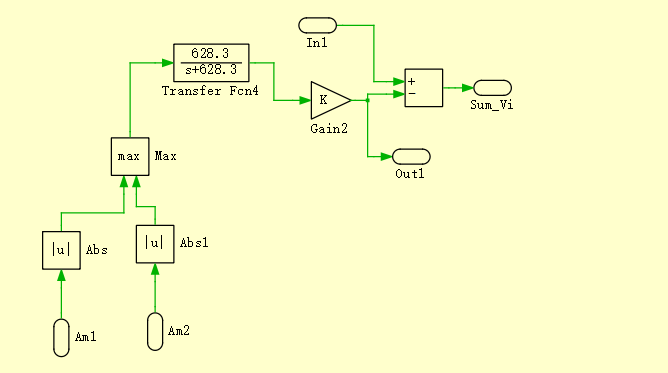 In1
628.3
s+628.3
Transfer Fcn4
+
−
K
Gain2
Sum_Vi
Out1
max
Max
|u|
Abs
|u|
Abs1
Am1
Am2